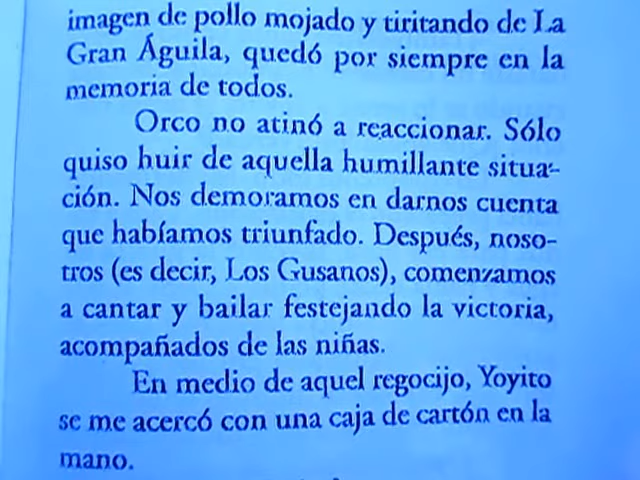 imagen de pollo mojado y tiritando de La
Gran Águila, quedó por siempre en la
memoria de todos.
Orco no atinó a reaccionar. Sólo
quiso huir de aquella humillante situa-
ción. Nos demoramos en darnos cuenta
que habíamos triunfado. Después, noso-
tros (es decir, Los Gusanos), comenzamos
a cantar y bailar festejando la victoria,
acompañados de las niñas.
En medio de aquel regocijo, Yoyito
se me acercó con una caja de cartón en la
mano.